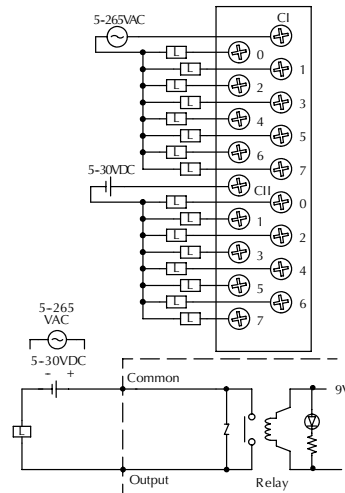 5-265VAC
CI
L 0
L 1
L 2
L 3
L 4
L 5
L 6
L 7
5-30VDC
CII
L 0
L 1
L 2
L 3
L 4
L 5
L 6
L 7
5-265
VAC
5-30VDC
- +
Common
9V
L
Output
Relay